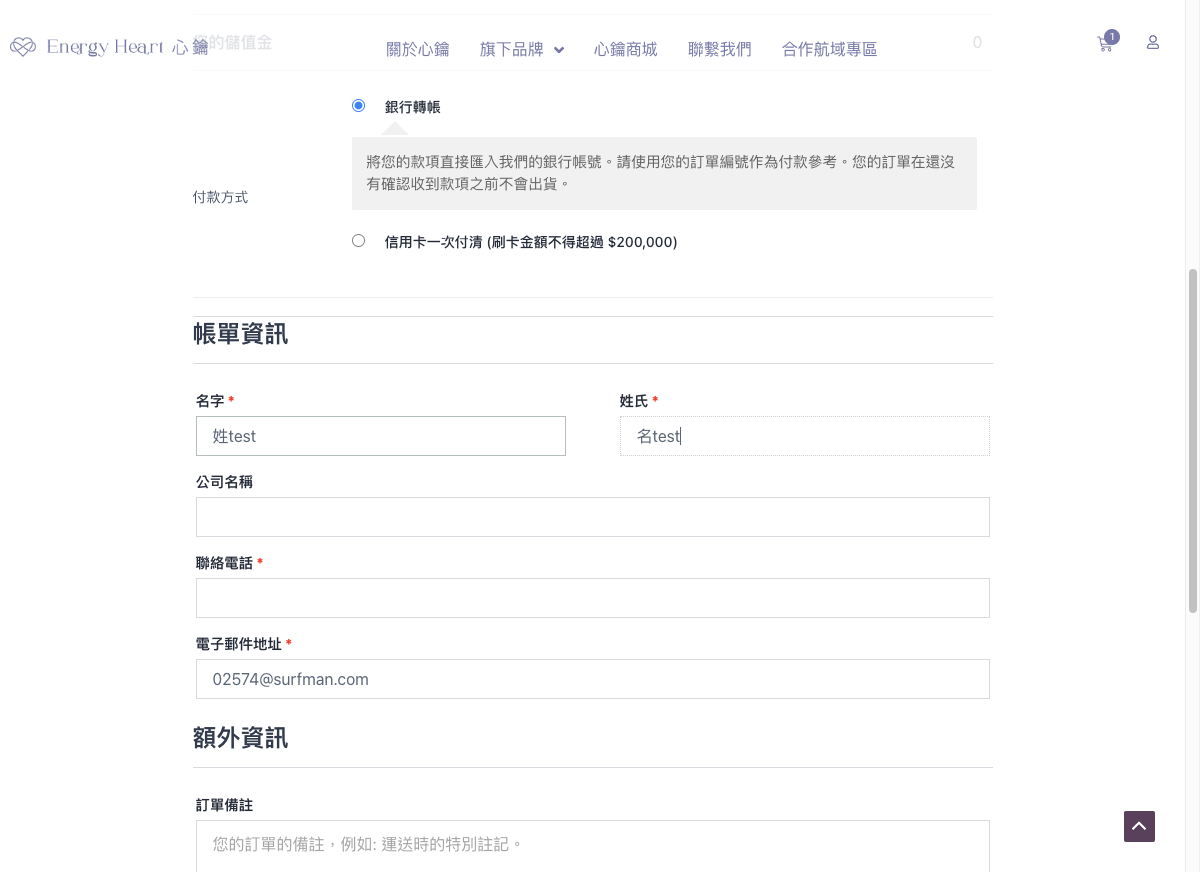 Energy Heart 心鑰
您的儲值金
關於心鑰
旗下品牌
心鑰商城
聯繫我們
合作航域專區
0
1
付款方式
銀行轉帳
將您的款項直接匯入我們的銀行帳號。請使用您的訂單編號作為付款參考。您的訂單在還沒
有確認收到款項之前不會出貨。
信用卡一次付清 (刷卡金額不得超過 $200,000)
帳單資訊
名字 *
姓氏 *
姓test
名test
公司名稱
聯絡電話 *
電子郵件地址 *
02574@surfman.com
額外資訊
訂單備註
您的訂單的備註，例如: 運送時的特別註記。